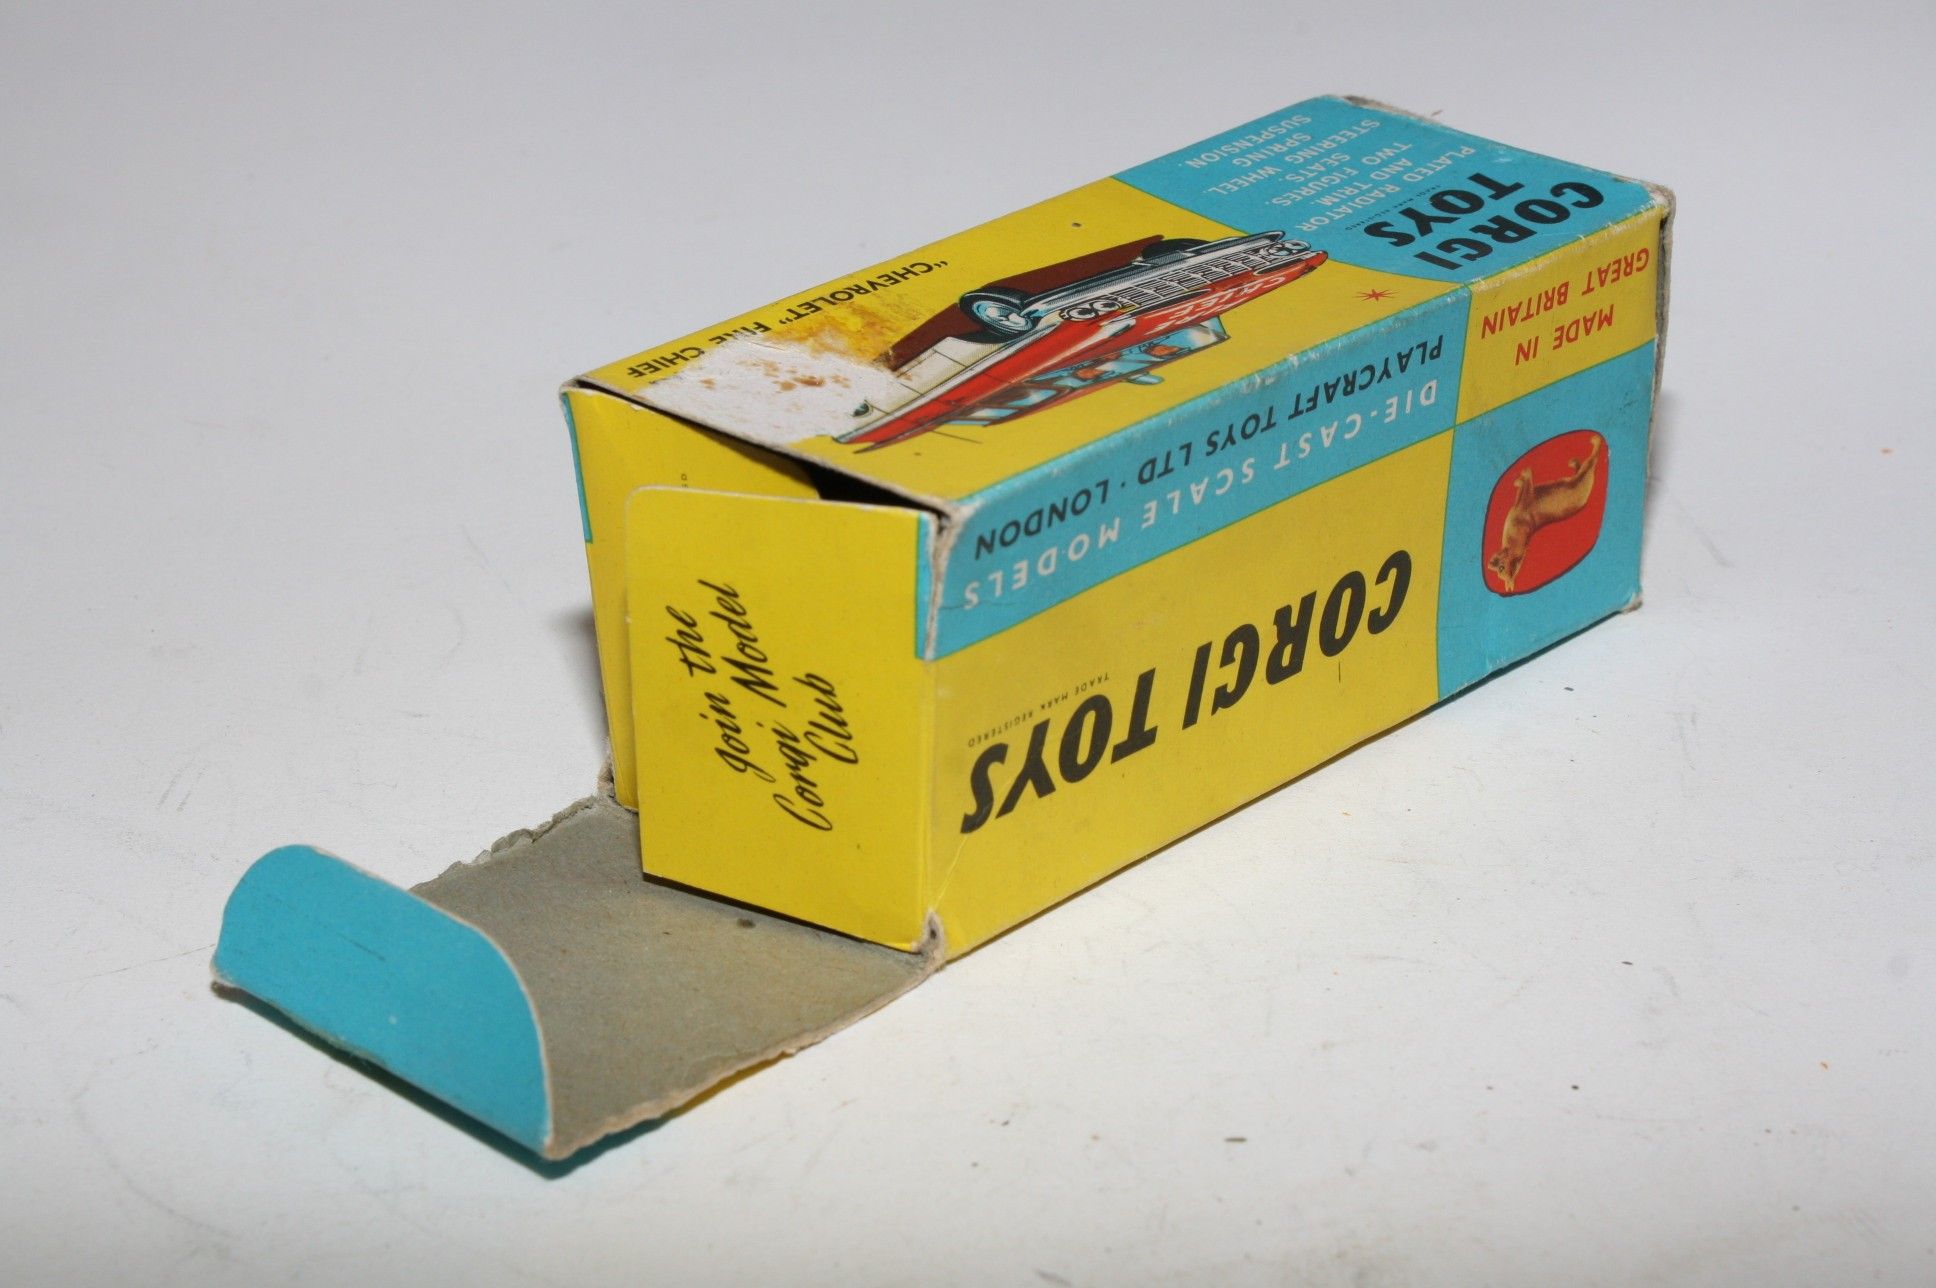 CORGI
TOYS
TRADE MARK REGISTERED
PLATED RADIATOR
AND TRIM.
TWO FIGURES.
SEATS.
STEERING WHEEL.
SPRING
SUSPENSION.
"CHEVROLET" FIRE CHIEF
FIRE
CHIEF
MADE IN
GREAT BRITAIN
PLAYCRAFT TOYS LTD · LONDON
DIE-CAST SCALE MODELS
CORGI TOYS
TRADE MARK REGISTERED
Join the
Corgi Model
Club